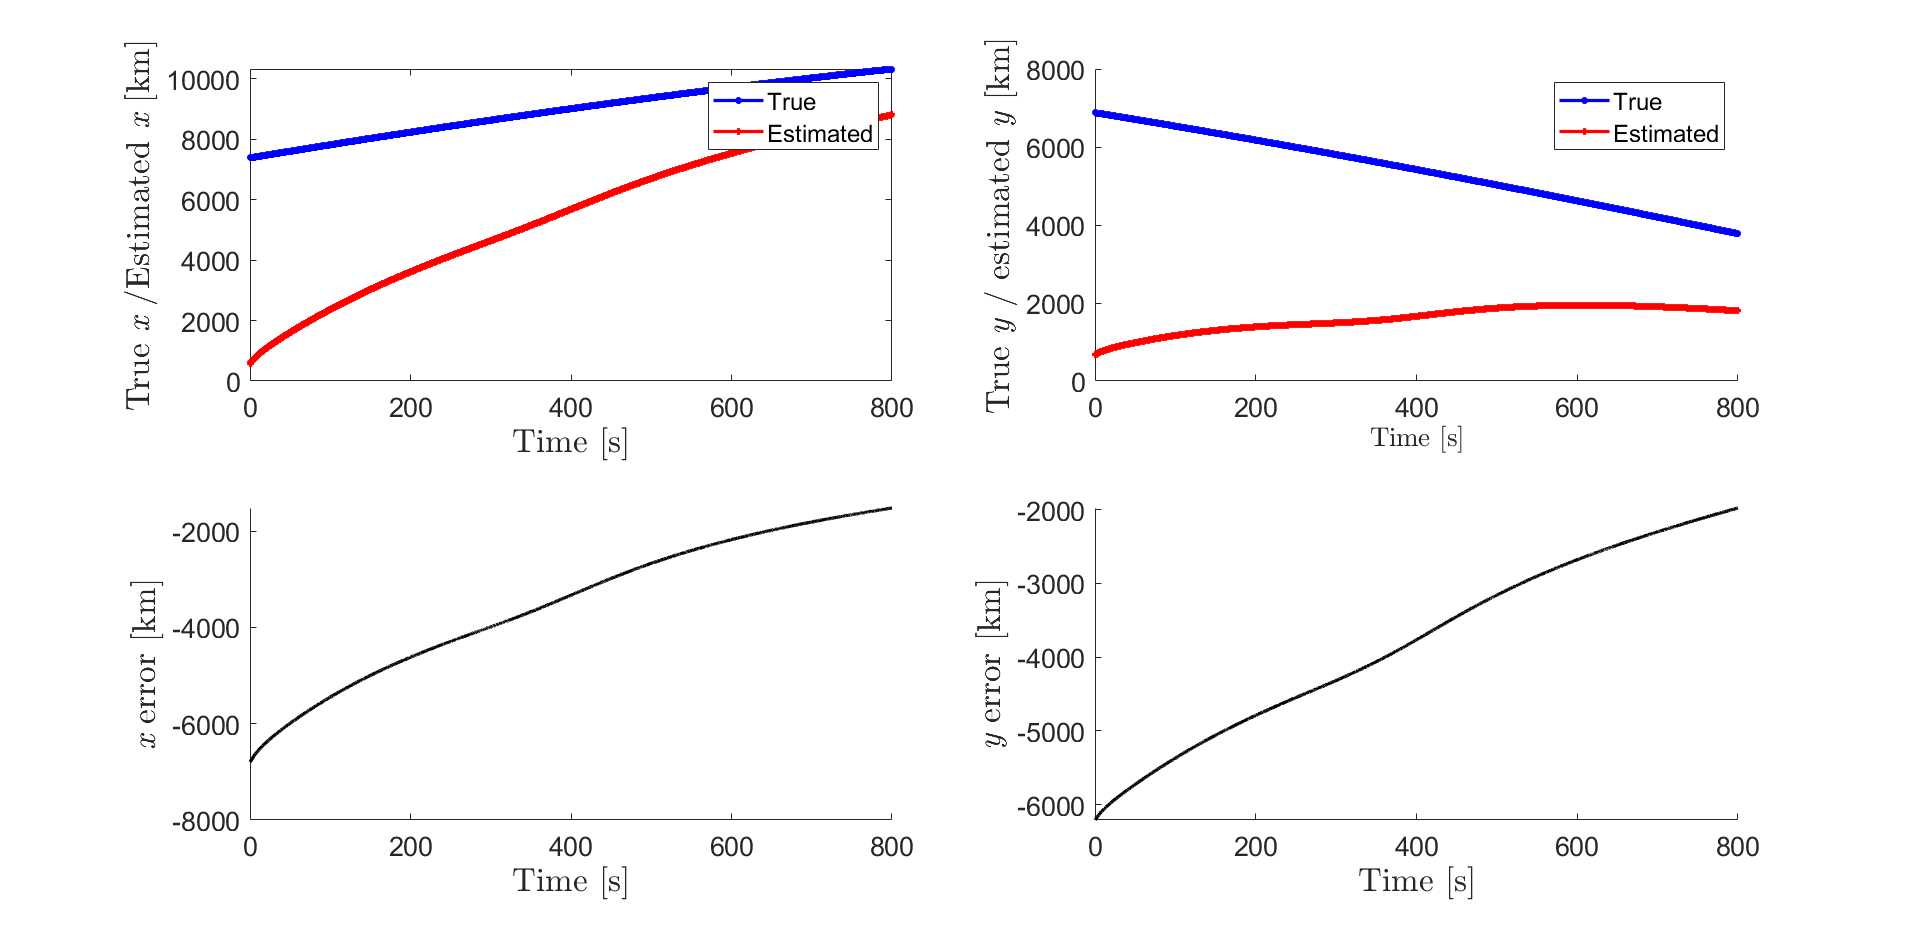 True x /Estimated x [km]
10000
8000
6000
4000
2000
0
0 200 400 600 800
Time [s]
True
Estimated
True y / estimated y [km]
8000
6000
4000
2000
0
0 200 400 600 800
Time [s]
True
Estimated
x error [km]
-2000
-4000
-6000
-8000
0 200 400 600 800
Time [s]
y error [km]
-2000
-3000
-4000
-5000
-6000
0 200 400 600 800
Time [s]